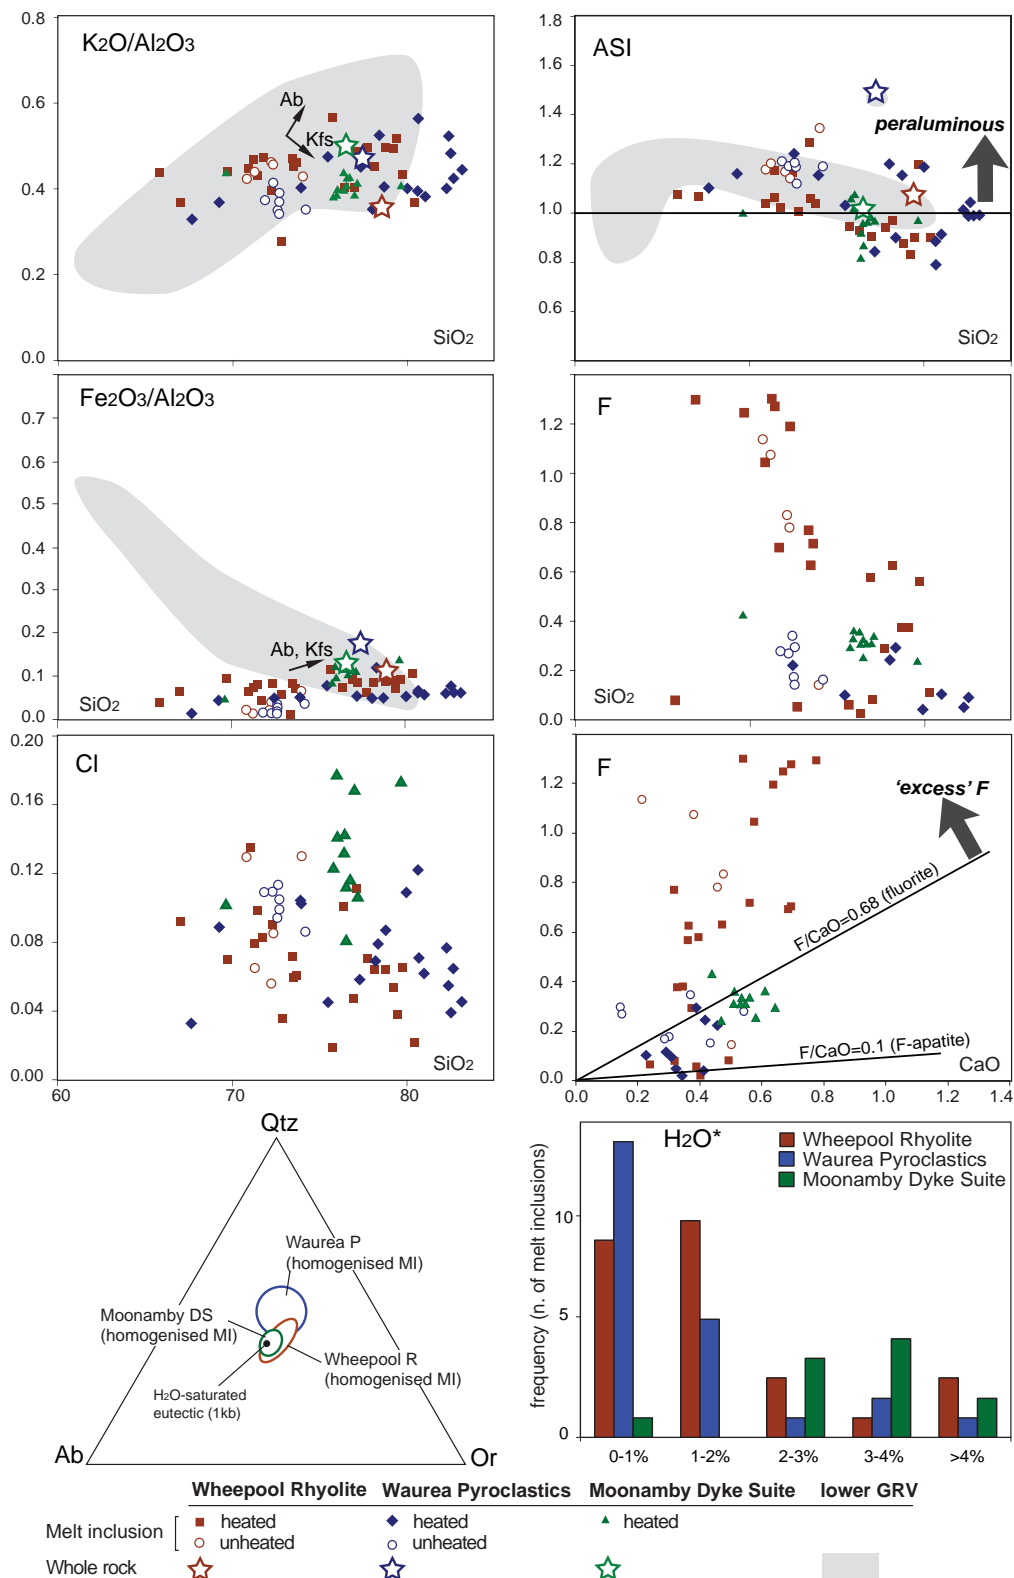 K2O/Al2O3
0.8
0.6
0.4
0.2
0.0
Ab
Kfs
SiO2
ASI
1.8
1.6
1.4
1.2
1.0
0.8
0.6
peraluminous
SiO2
Fe2O3/Al2O3
0.7
0.6
0.5
0.4
0.3
0.2
0.1
0.0
Ab, Kfs
SiO2
60
70
80
F
1.2
1.0
0.8
0.6
0.4
0.2
0.0
SiO2
Cl
0.20
0.16
0.12
0.08
0.04
0.00
SiO2
60
70
80
F
1.2
1.0
0.8
0.6
0.4
0.2
0.0
'excess' F
F/CaO=0.68 (fluorite)
F/CaO=0.1 (F-apatite)
CaO
0.0
0.2
0.4
0.6
0.8
1.0
1.2
1.4
Qtz
Waurea P
(homogenised MI)
Moonamby DS
(homogenised MI)
Wheepool R
(homogenised MI)
H2O-saturated
eutectic (1kb)
Ab
Or
H2O*
Wheepool Rhyolite
Waurea Pyroclastics
Moonamby Dyke Suite
frequency (n. of melt inclusions)
10
5
0
0-1%
1-2%
2-3%
3-4%
>4%
Wheepool Rhyolite Waurea Pyroclastics Moonamby Dyke Suite lower GRV
Melt inclusion
heated heated heated
unheated unheated
Whole rock